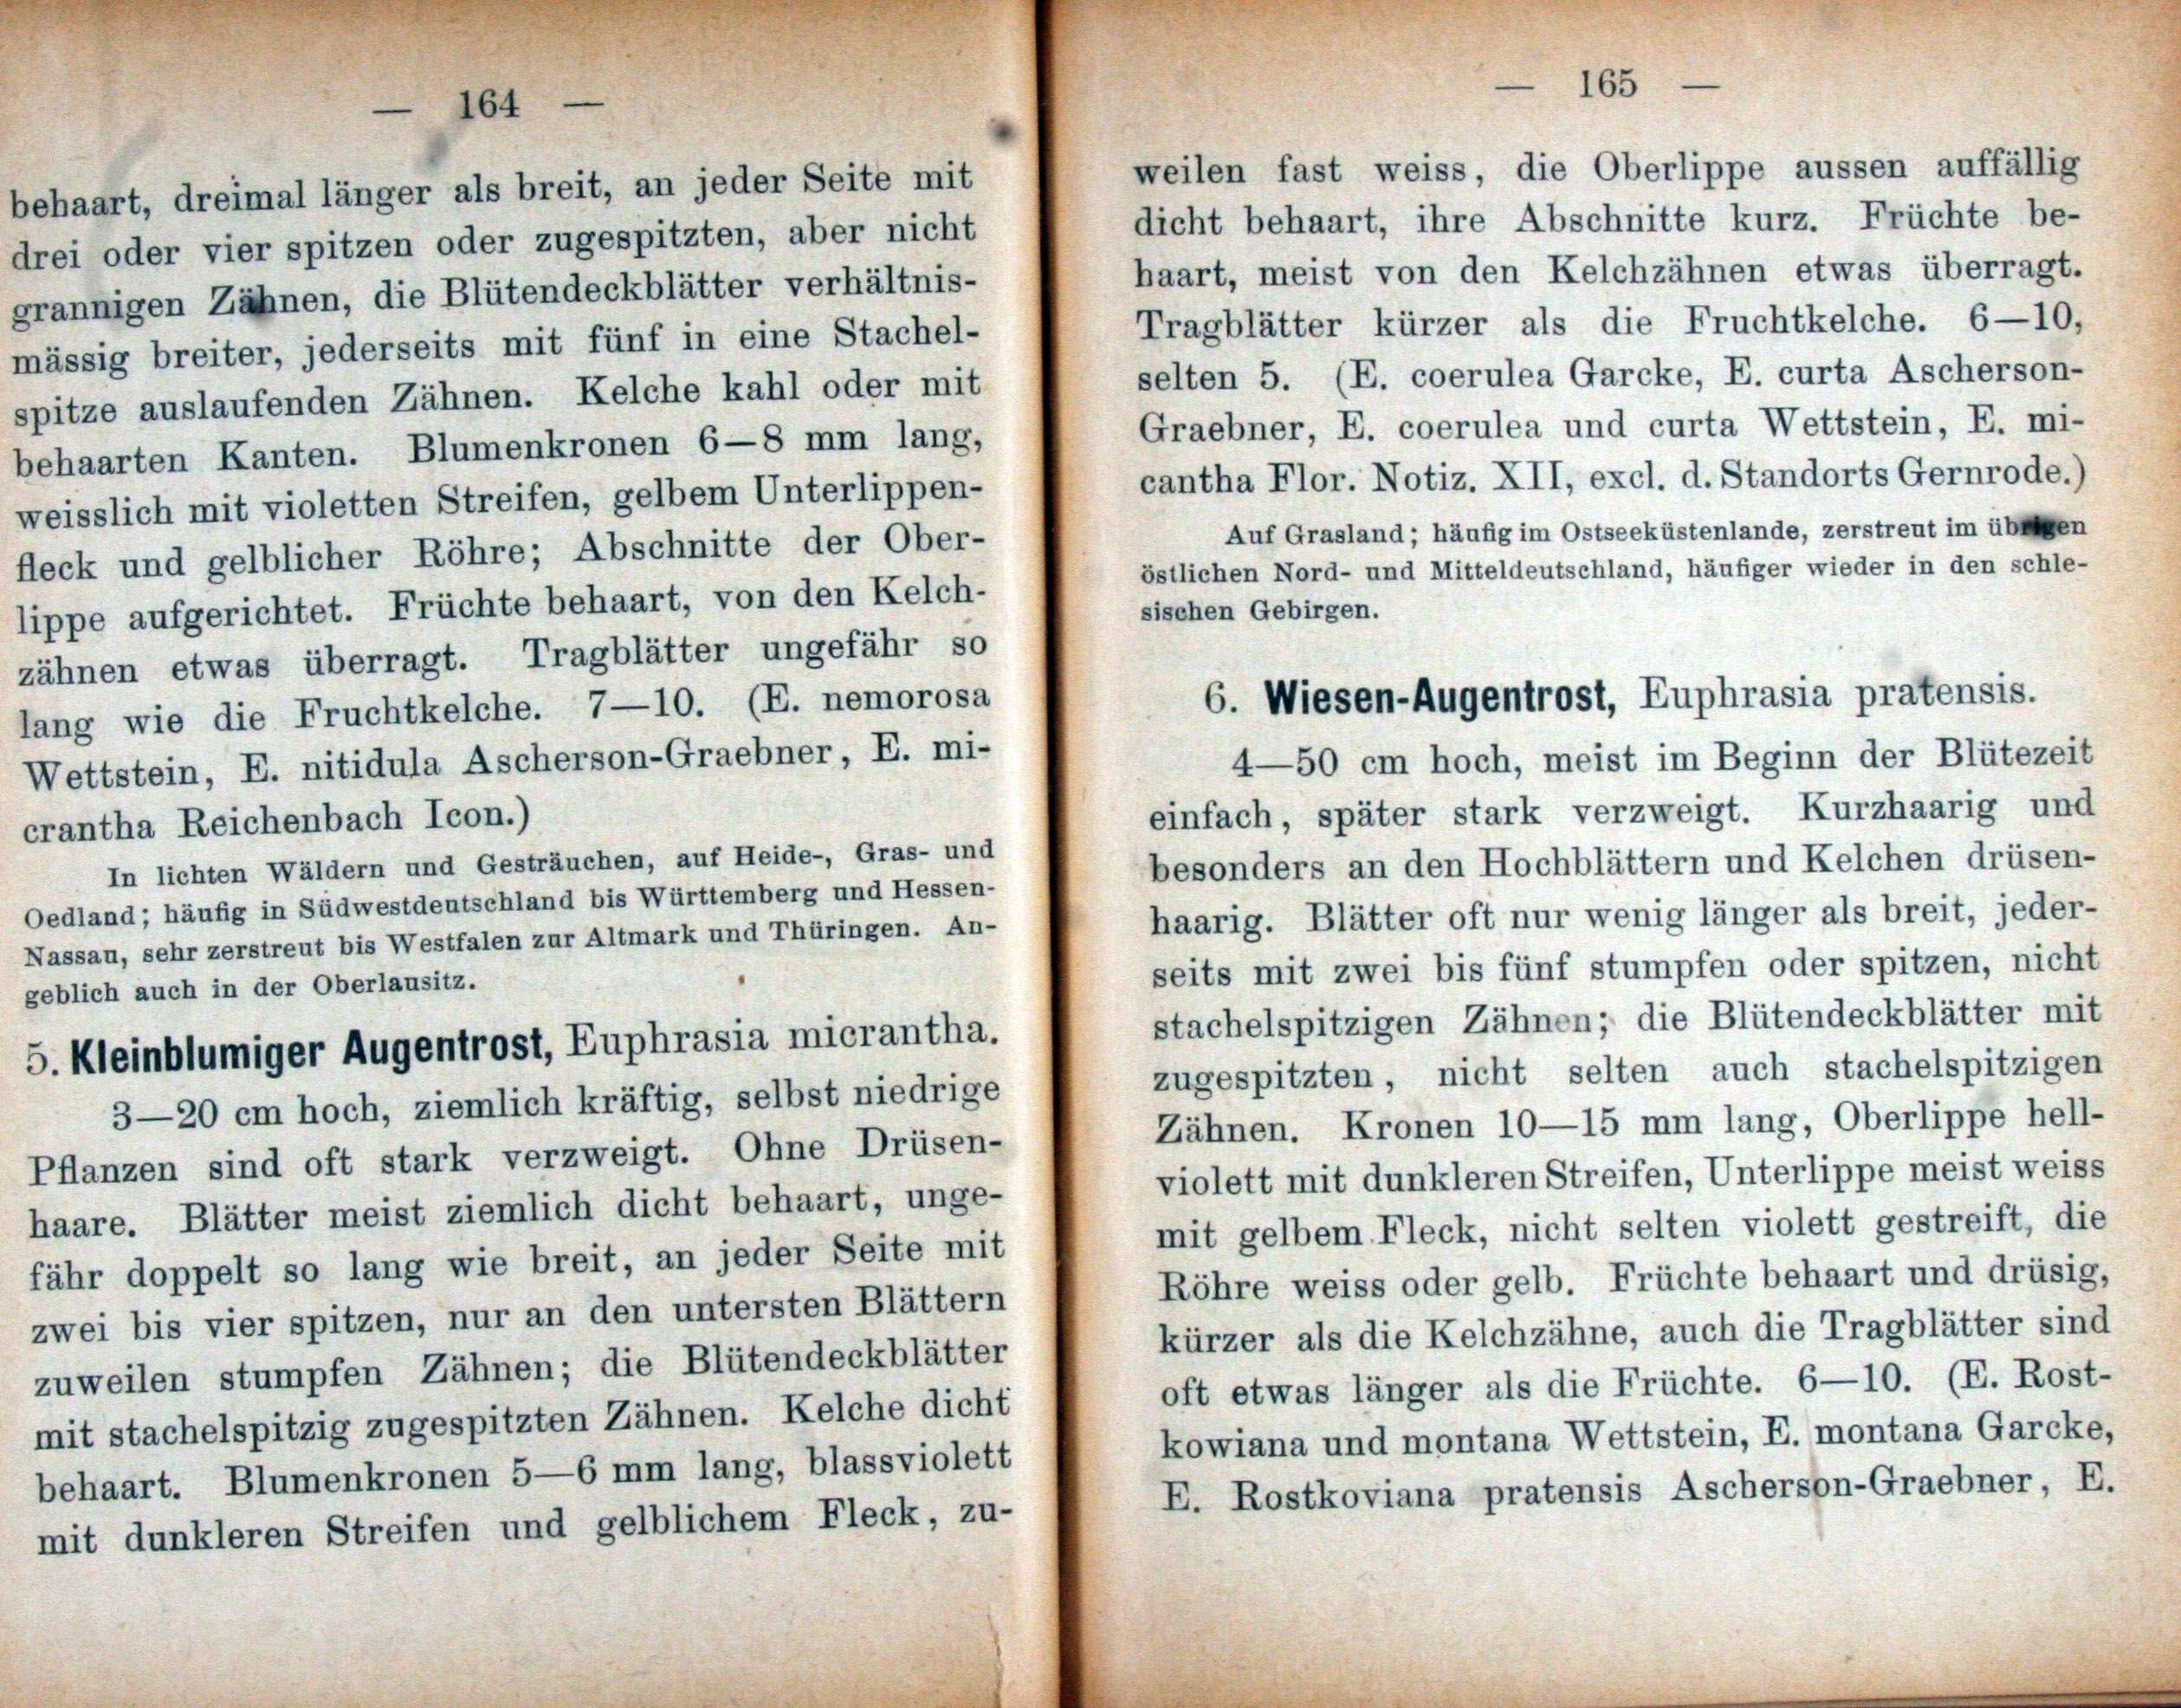 — 164 —
behaart, dreimal länger als breit, an jeder Seite mit
drei oder vier spitzen oder zugespitzten, aber nicht
grannigen Zähnen, die Blütendeckblätter verhältnis-
mässig breiter, jederseits mit fünf in eine Stachel-
spitze auslaufenden Zähnen. Kelche kahl oder mit
behaarten Kanten. Blumenkronen 6—8 mm lang,
weisslich mit violetten Streifen, gelbem Unterlippen-
fleck und gelblicher Röhre; Abschnitte der Ober-
lippe aufgerichtet. Früchte behaart, von den Kelch-
zähnen etwas überragt. Tragblätter ungefähr so
lang wie die Fruchtkelche. 7—10. (E. nemorosa
Wettstein, E. nitidula Ascherson-Graebner, E. mi-
crantha Reichenbach Icon.)
In lichten Wäldern und Gesträuchen, auf Heide-, Gras- und
Oedland; häufig in Südwestdeutschland bis Württemberg und Hessen-
Nassau, sehr zerstreut bis Westfalen zur Altmark und Thüringen. An-
geblich auch in der Oberlausitz.
5. Kleinblumiger Augentrost, Euphrasia micrantha.
3—20 cm hoch, ziemlich kräftig, selbst niedrige
Pflanzen sind oft stark verzweigt. Ohne Drüsen-
haare. Blätter meist ziemlich dicht behaart, unge-
fähr doppelt so lang wie breit, an jeder Seite mit
zwei bis vier spitzen, nur an den untersten Blättern
zuweilen stumpfen Zähnen; die Blütendeckblätter
mit stachelspitzig zugespitzten Zähnen. Kelche dicht
behaart. Blumenkronen 5—6 mm lang, blassviolett
mit dunkleren Streifen und gelblichem Fleck, zu-
— 165 —
weilen fast weiss, die Oberlippe aussen auffällig
dicht behaart, ihre Abschnitte kurz. Früchte be-
haart, meist von den Kelchzähnen etwas überragt.
Tragblätter kürzer als die Fruchtkelche. 6—10,
selten 5. (E. coerulea Garcke, E. curta Ascherson-
Graebner, E. coerulea und curta Wettstein, E. mi-
cantha Flor. Notiz. XII, excl. d. Standorts Gernrode.)
Auf Grasland; häufig im Ostseeküstenlande, zerstreut im übrigen
östlichen Nord- und Mitteldeutschland, häufiger wieder in den schle-
sischen Gebirgen.
6. Wiesen-Augentrost, Euphrasia pratensis.
4—50 cm hoch, meist im Beginn der Blütezeit
einfach, später stark verzweigt. Kurzhaarig und
besonders an den Hochblättern und Kelchen drüsen-
haarig. Blätter oft nur wenig länger als breit, jeder-
seits mit zwei bis fünf stumpfen oder spitzen, nicht
stachelspitzigen Zähnen; die Blütendeckblätter mit
zugespitzten, nicht selten auch stachelspitzigen
Zähnen. Kronen 10—15 mm lang, Oberlippe hell-
violett mit dunkleren Streifen, Unterlippe meist weiss
mit gelbem Fleck, nicht selten violett gestreift, die
Röhre weiss oder gelb. Früchte behaart und drüsig,
kürzer als die Kelchzähne, auch die Tragblätter sind
oft etwas länger als die Früchte. 6—10. (E. Rost-
kowiana und montana Wettstein, E. montana Garcke,
E. Rostkoviana pratensis Ascherson-Graebner, E.